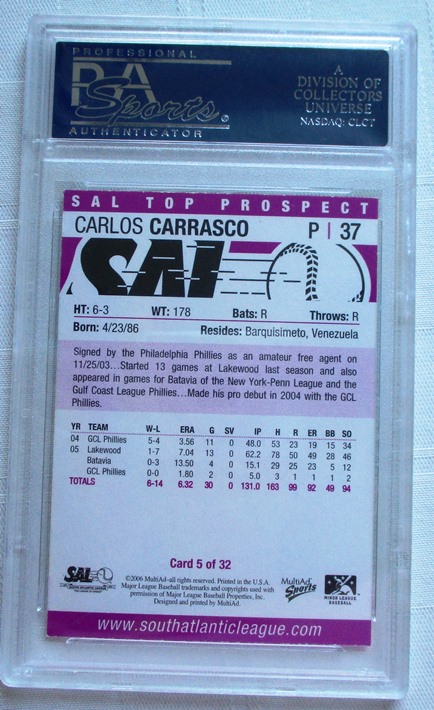 PROFESSIONAL
PSA
Sports
AUTHENTICATOR
A
DIVISION OF
COLLECTORS
UNIVERSE
NASDAQ: CLCT
SAL TOP PROSPECT
CARLOS CARRASCO P | 37
SAL
HT: 6-3 WT: 178 Bats: R Throws: R
Born: 4/23/86 Resides: Barquisimeto, Venezuela
Signed by the Philadelphia Phillies as an amateur free agent on
11/25/03...Started 13 games at Lakewood last season and also
appeared in games for Batavia of the New York-Penn League and the
Gulf Coast League Phillies...Made his pro debut in 2004 with the GCL
Phillies.
YR TEAM W-L ERA G SV IP H R ER BB SO
04 GCL Phillies 5-4 3.56 11 0 48.0 53 23 19 15 34
05 Lakewood 1-7 7.04 13 0 62.2 78 50 49 28 46
Batavia 0-3 13.50 4 0 15.1 29 25 23 5 12
GCL Phillies 0-0 1.80 2 0 5.0 3 1 1 1 2
TOTALS 6-14 6.32 30 0 131.0 163 99 92 49 94
Card 5 of 32
SAL
©2006 MultiAd-all rights reserved. Printed in the U.S.A.
Major League Baseball trademarks and copyrights used with
permission of Major League Baseball Properties, Inc.
Designed and printed by MultiAd.
MultiAd
Sports
MINOR LEAGUE
BASEBALL
www.southatlanticleague.com